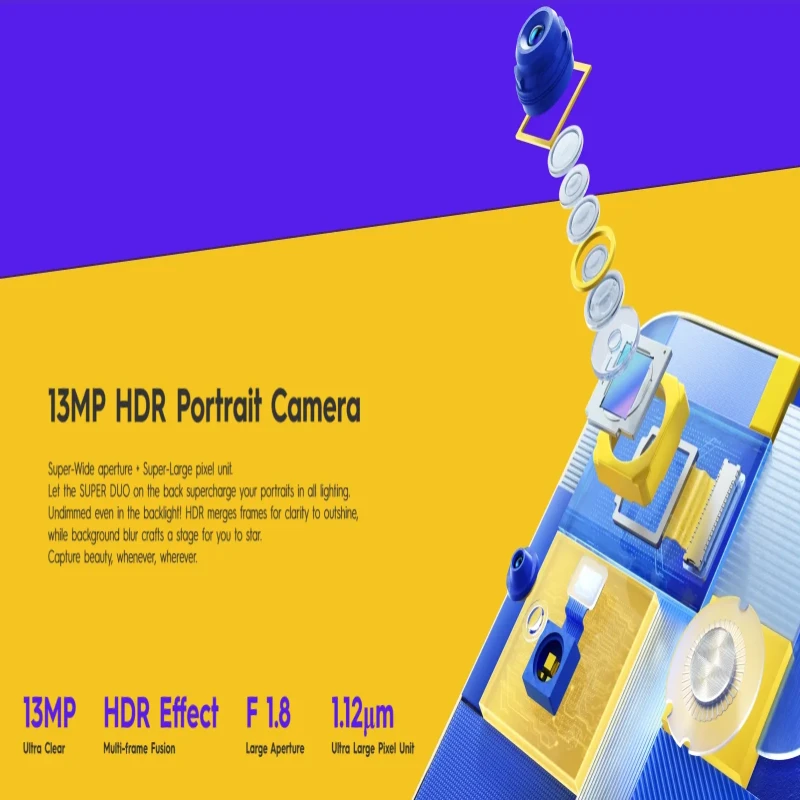 13MP HDR Portrait Camera
Super-Wide aperture • Super-Large pixel unit.
Let the SUPER DUO on the back supercharge your portraits in all lighting.
Undimmed even in the backlight! HDR merges frames for clarity to outshine,
while background blur crafts a stage for you to star.
Capture beauty, whenever, wherever.
13MP HDR Effect F 1.8 1.12μm
Ultra Clear Multi-frame Fusion Large Aperture Ultra Large Pixel Unit